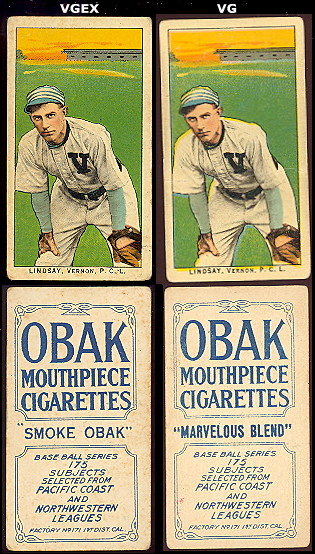 VGEX
VG
V
V
LINDSAY, VERNON, P. C. L.
LINDSAY, VERNON, P. C. L.
OBAK
MOUTHPIECE
CIGARETTES
"SMOKE OBAK"
BASE BALL SERIES
175
SUBJECTS
SELECTED FROM
PACIFIC COAST
AND
NORTHWESTERN
LEAGUES
FACTORY NO 171 1ST DIST. CAL.
OBAK
MOUTHPIECE
CIGARETTES
"MARVELOUS BLEND"
BASE BALL SERIES
175
SUBJECTS
SELECTED FROM
PACIFIC COAST
AND
NORTHWESTERN
LEAGUES
FACTORY NO 171 1ST DIST. CAL.